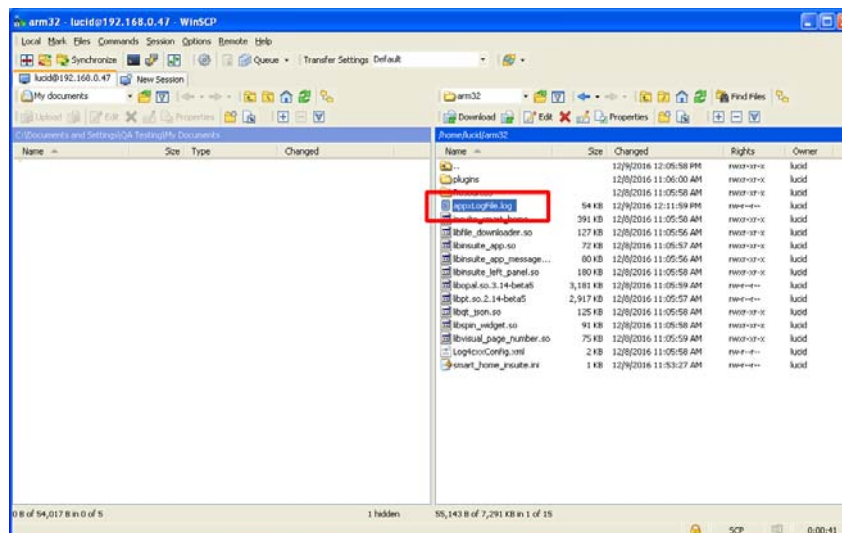 arm32 - lucid@192.168.0.47 - WinSCP
Local Mark Files Commands Session Options Remote Help
Synchronize Queue Transfer Settings Default
lucid@192.168.0.47 New Session
My documents
arm32 Find Files
Upload Edit Properties
Download Edit Properties
C:\Documents and Settings\QA Testing\My Documents
/home/lucid/arm32
Name Size Type Changed
Name Size Changed Rights Owner
.. 12/9/2016 12:05:58 PM rwxr-xr-x lucid
plugins 12/8/2016 11:06:00 AM rwxr-xr-x lucid
12/8/2016 11:05:58 AM rwxr-xr-x lucid
appxLogFile.log 54 KB 12/9/2016 12:11:59 PM rw-r--r-- lucid
insuite_smart_home 391 KB 12/8/2016 11:05:58 AM rwxr-xr-x lucid
libfile_downloader.so 127 KB 12/8/2016 11:05:56 AM rwxr-xr-x lucid
libinsuite_app.so 72 KB 12/8/2016 11:05:57 AM rwxr-xr-x lucid
libinsuite_app_message... 80 KB 12/8/2016 11:05:56 AM rwxr-xr-x lucid
libinsuite_left_panel.so 180 KB 12/8/2016 11:05:58 AM rwxr-xr-x lucid
libopal.so.3.14-beta5 3,181 KB 12/8/2016 11:05:59 AM rw-r--r-- lucid
libpt.so.2.14-beta5 2,917 KB 12/8/2016 11:05:57 AM rw-r--r-- lucid
libqt_json.so 125 KB 12/8/2016 11:05:58 AM rwxr-xr-x lucid
libspin_widget.so 91 KB 12/8/2016 11:05:58 AM rwxr-xr-x lucid
libvisual_page_number.so 75 KB 12/8/2016 11:05:59 AM rwxr-xr-x lucid
Log4cxxConfig.xml 2 KB 12/8/2016 11:05:58 AM rw-r--r-- lucid
smart_home_insuite.ini 1 KB 12/9/2016 11:53:27 AM rw-r--r-- lucid
0 B of 54,017 B in 0 of 5 1 hidden
55,143 B of 7,291 KB in 1 of 15
SCP 0:00:41